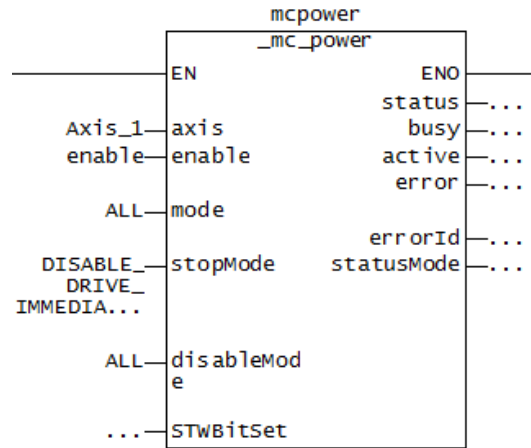 mcpower
_mc_power
EN ENO
status ...
Axis_1 axis busy ...
enable enable active ...
error ...
ALL mode
errorId ...
DISABLE_ stopMode statusMode ...
DRIVE_
IMMEDIA...
ALL disableMod
e
... STWBitSet